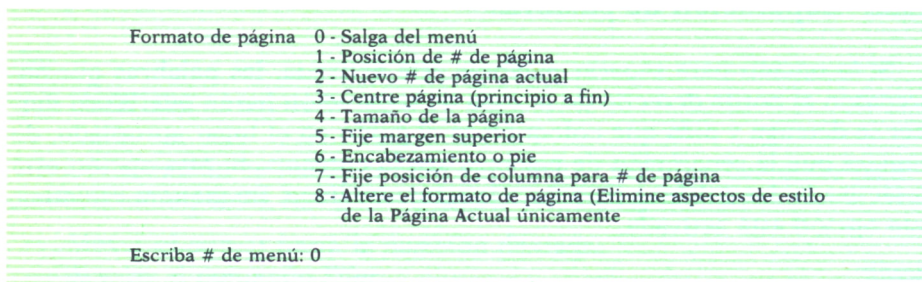 Formato de página 0 - Salga del menú
1 - Posición de # de página
2 - Nuevo # de página actual
3 - Centre página (principio a fin)
4 - Tamaño de la página
5 - Fije margen superior
6 - Encabezamiento o pie
7 - Fije posición de columna para # de página
8 - Altere el formato de página (Elimine aspectos de estilo
de la Página Actual únicamente
Escriba # de menú: 0